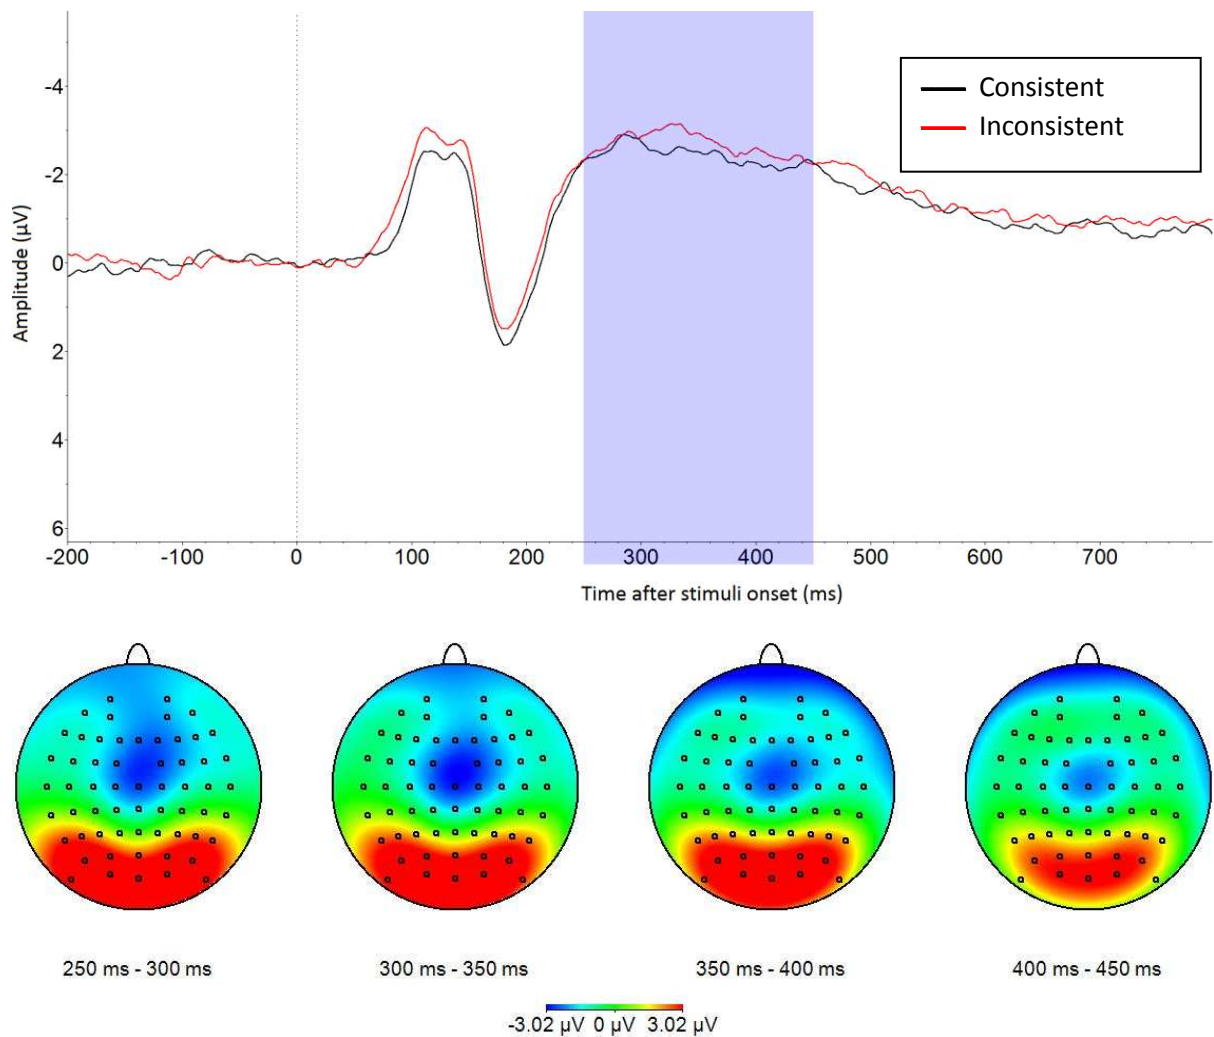 -4
-2
0
2
4
6
Amplitude (µV)
Consistent
Inconsistent
-200 -100 0 100 200 300 400 500 600 700
Time after stimuli onset (ms)
250 ms - 300 ms 300 ms - 350 ms 350 ms - 400 ms 400 ms - 450 ms
-3.02 µV 0 µV 3.02 µV